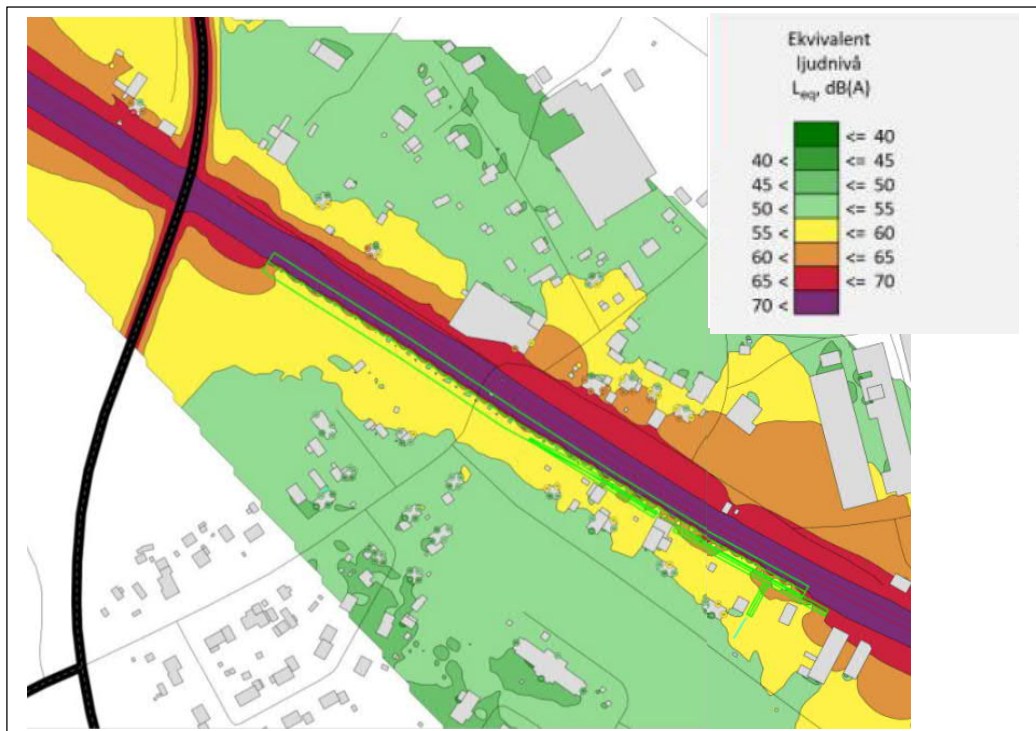 Ekvivalent
ljudnivå
Leq, dB(A)
<= 40
40 < <= 45
45 < <= 50
50 < <= 55
55 < <= 60
60 < <= 65
65 < <= 70
70 <